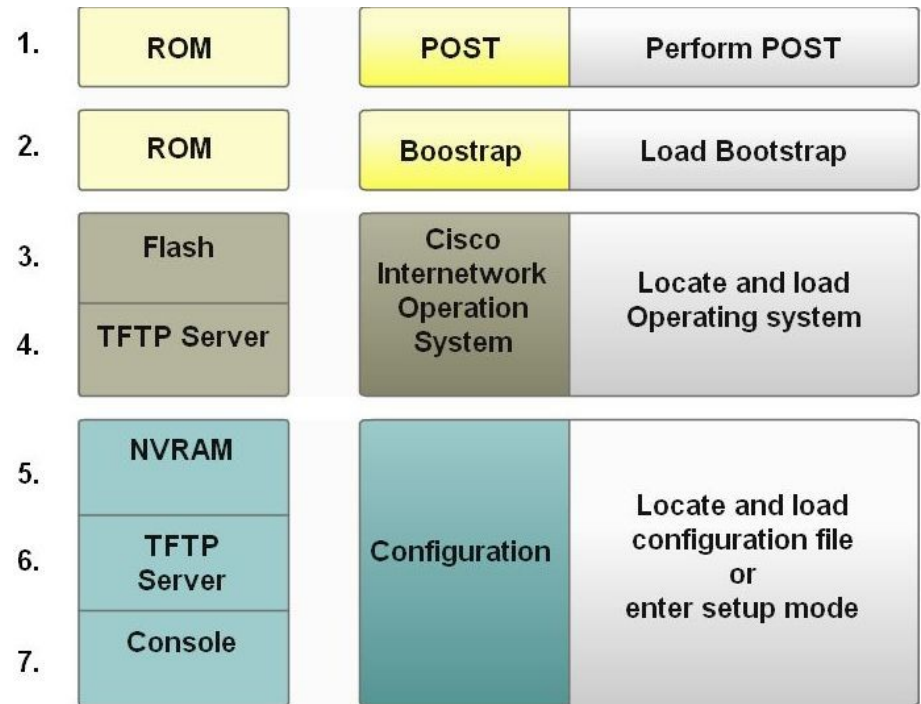 1.
ROM
POST
Perform POST
2.
ROM
Boostrap
Load Bootstrap
3.
Flash
4.
TFTP Server
Cisco
Internetwork
Operation
System
Locate and load
Operating system
5.
NVRAM
6.
TFTP
Server
7.
Console
Configuration
Locate and load
configuration file
or
enter setup mode